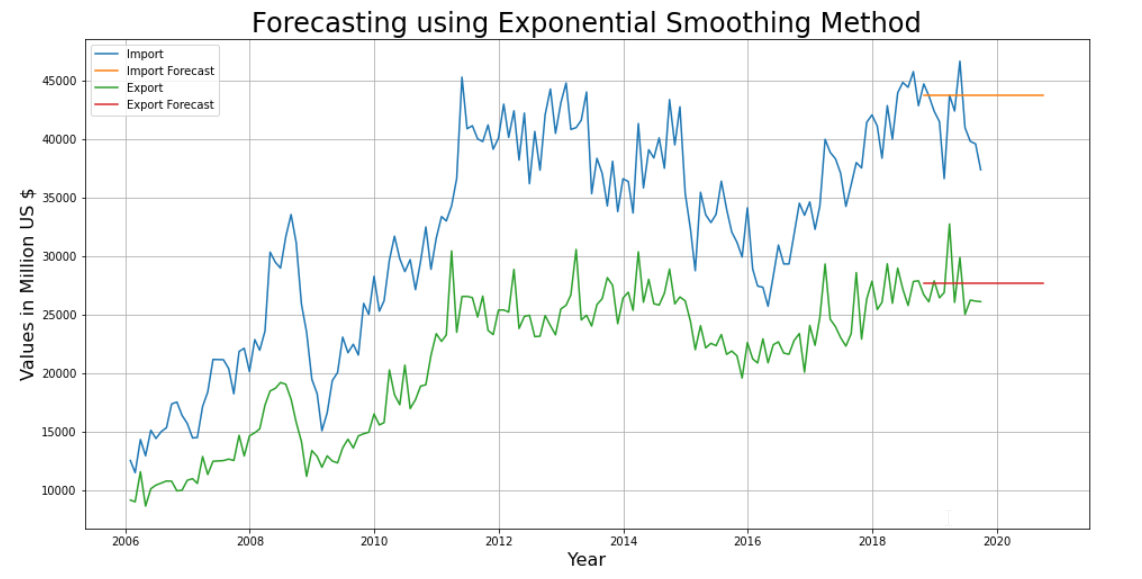 Forecasting using Exponential Smoothing Method
Import
Import Forecast
Export
Export Forecast
Values in Million US $
45000
40000
35000
30000
25000
20000
15000
10000
2006 2008 2010 2012 2014 2016 2018 2020
Year